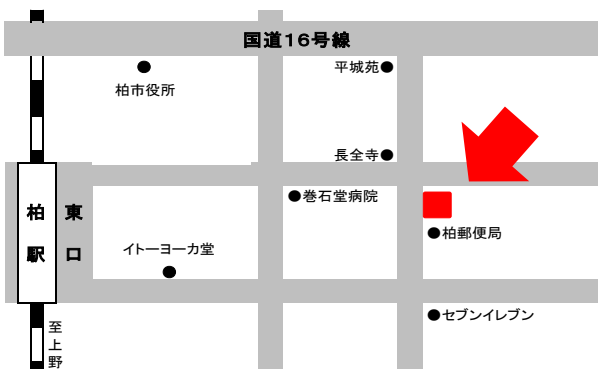 国道16号線
平城苑●
●
柏市役所
長全寺●
●巻石堂病院
柏駅
東口
●柏郵便局
イトーヨーカ堂
●
●セブンイレブン
至上野